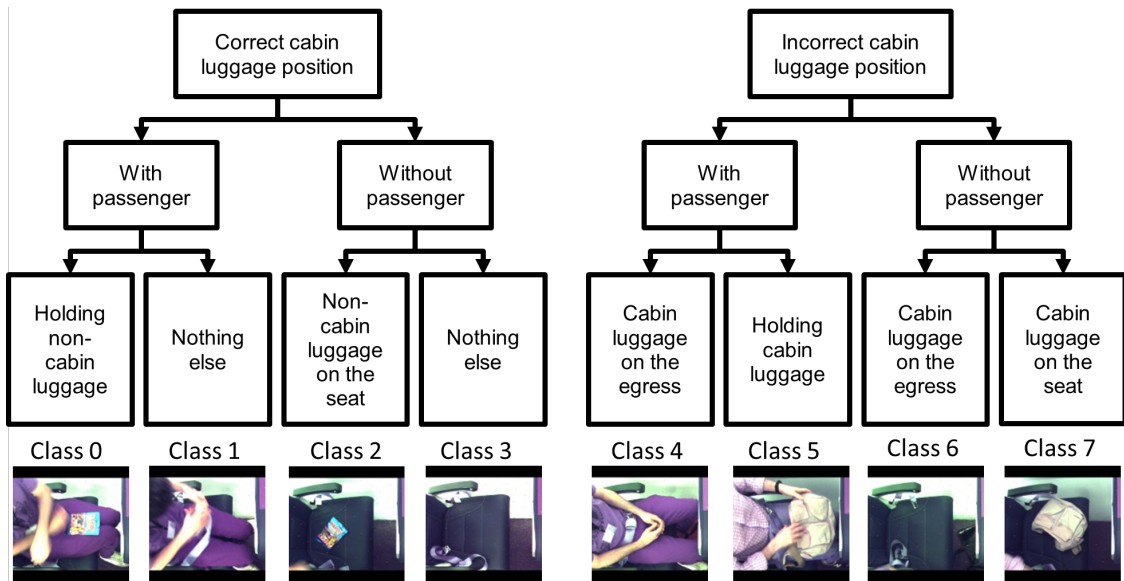 Correct cabin
luggage position
Incorrect cabin
luggage position
With
passenger
Without
passenger
With
passenger
Without
passenger
Holding
non-
cabin
luggage
Nothing
else
Non-
cabin
luggage
on the
seat
Nothing
else
Cabin
luggage
on the
egress
Holding
cabin
luggage
Cabin
luggage
on the
egress
Cabin
luggage
on the
seat
Class 0
Class 1
Class 2
Class 3
Class 4
Class 5
Class 6
Class 7